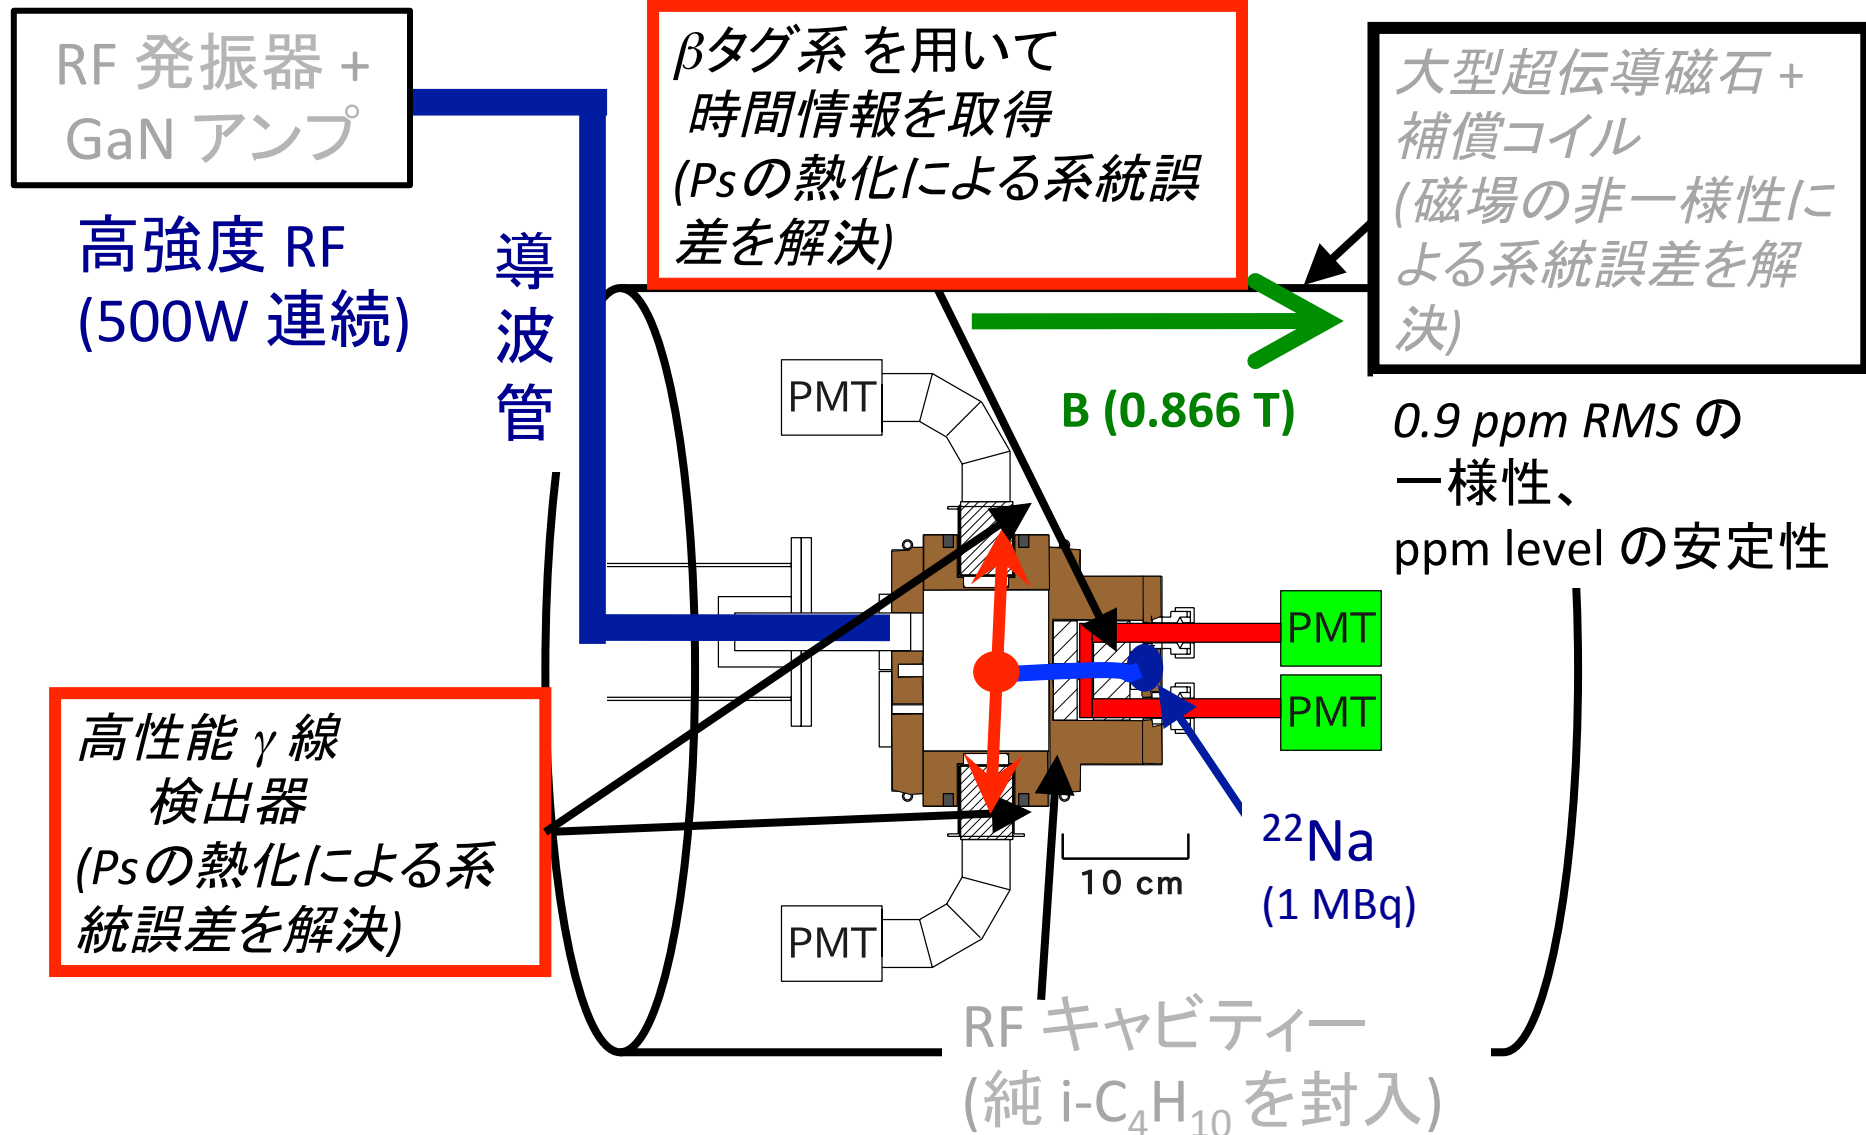 RF 発振器 +
GaN アンプ
高強度 RF
(500W 連続)
導
波
管
βタグ系 を用いて
時間情報を取得
(Psの熱化による系統誤
差を解決)
大型超伝導磁石 +
補償コイル
(磁場の非一様性に
よる系統誤差を解
決)
B (0.866 T)
0.9 ppm RMS の
一様性、
ppm level の安定性
PMT
PMT
PMT
高性能 γ 線
検出器
(Psの熱化による系
統誤差を解決)
²²Na
(1 MBq)
10 cm
PMT
RF キャビティー
(純 i-C₄H₁₀ を封入)